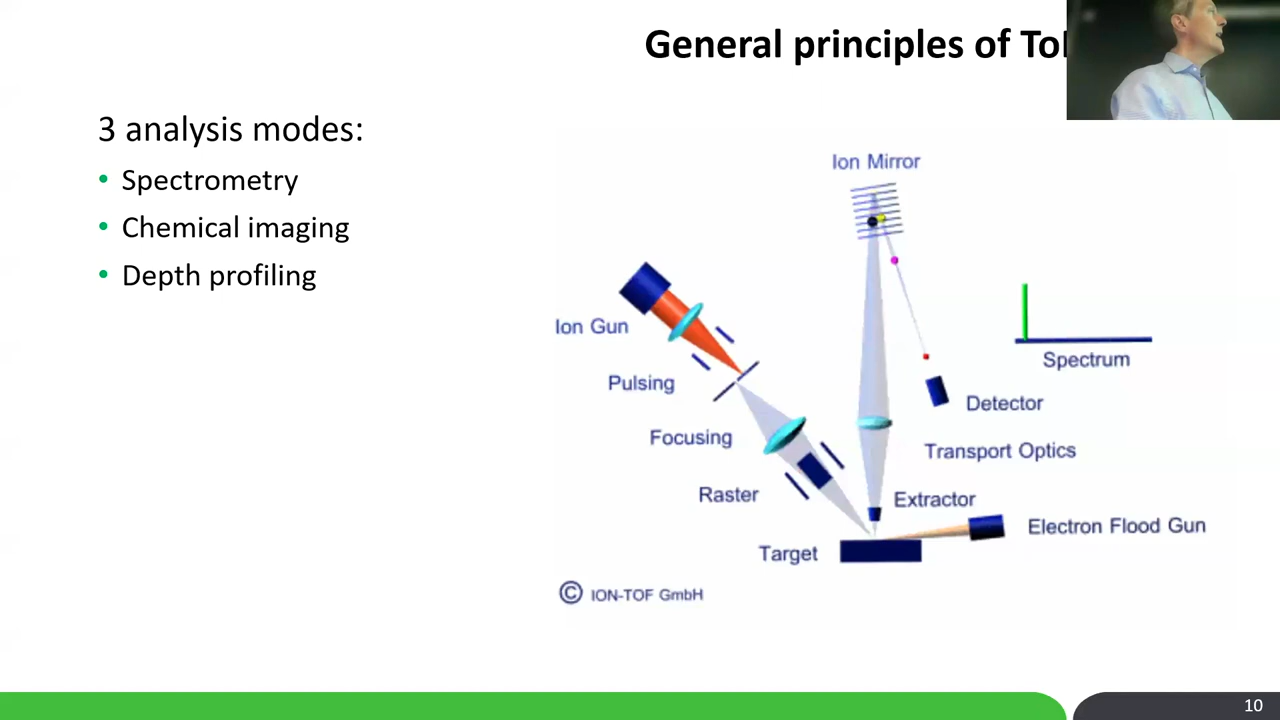 General principles of
3 analysis modes:
• Spectrometry
• Chemical imaging
• Depth profiling
Ion Mirror
Ion Gun
Pulsing
Focusing
Raster
Target
Spectrum
Detector
Transport Optics
Extractor
Electron Flood Gun
© ION-TOF GmbH
10